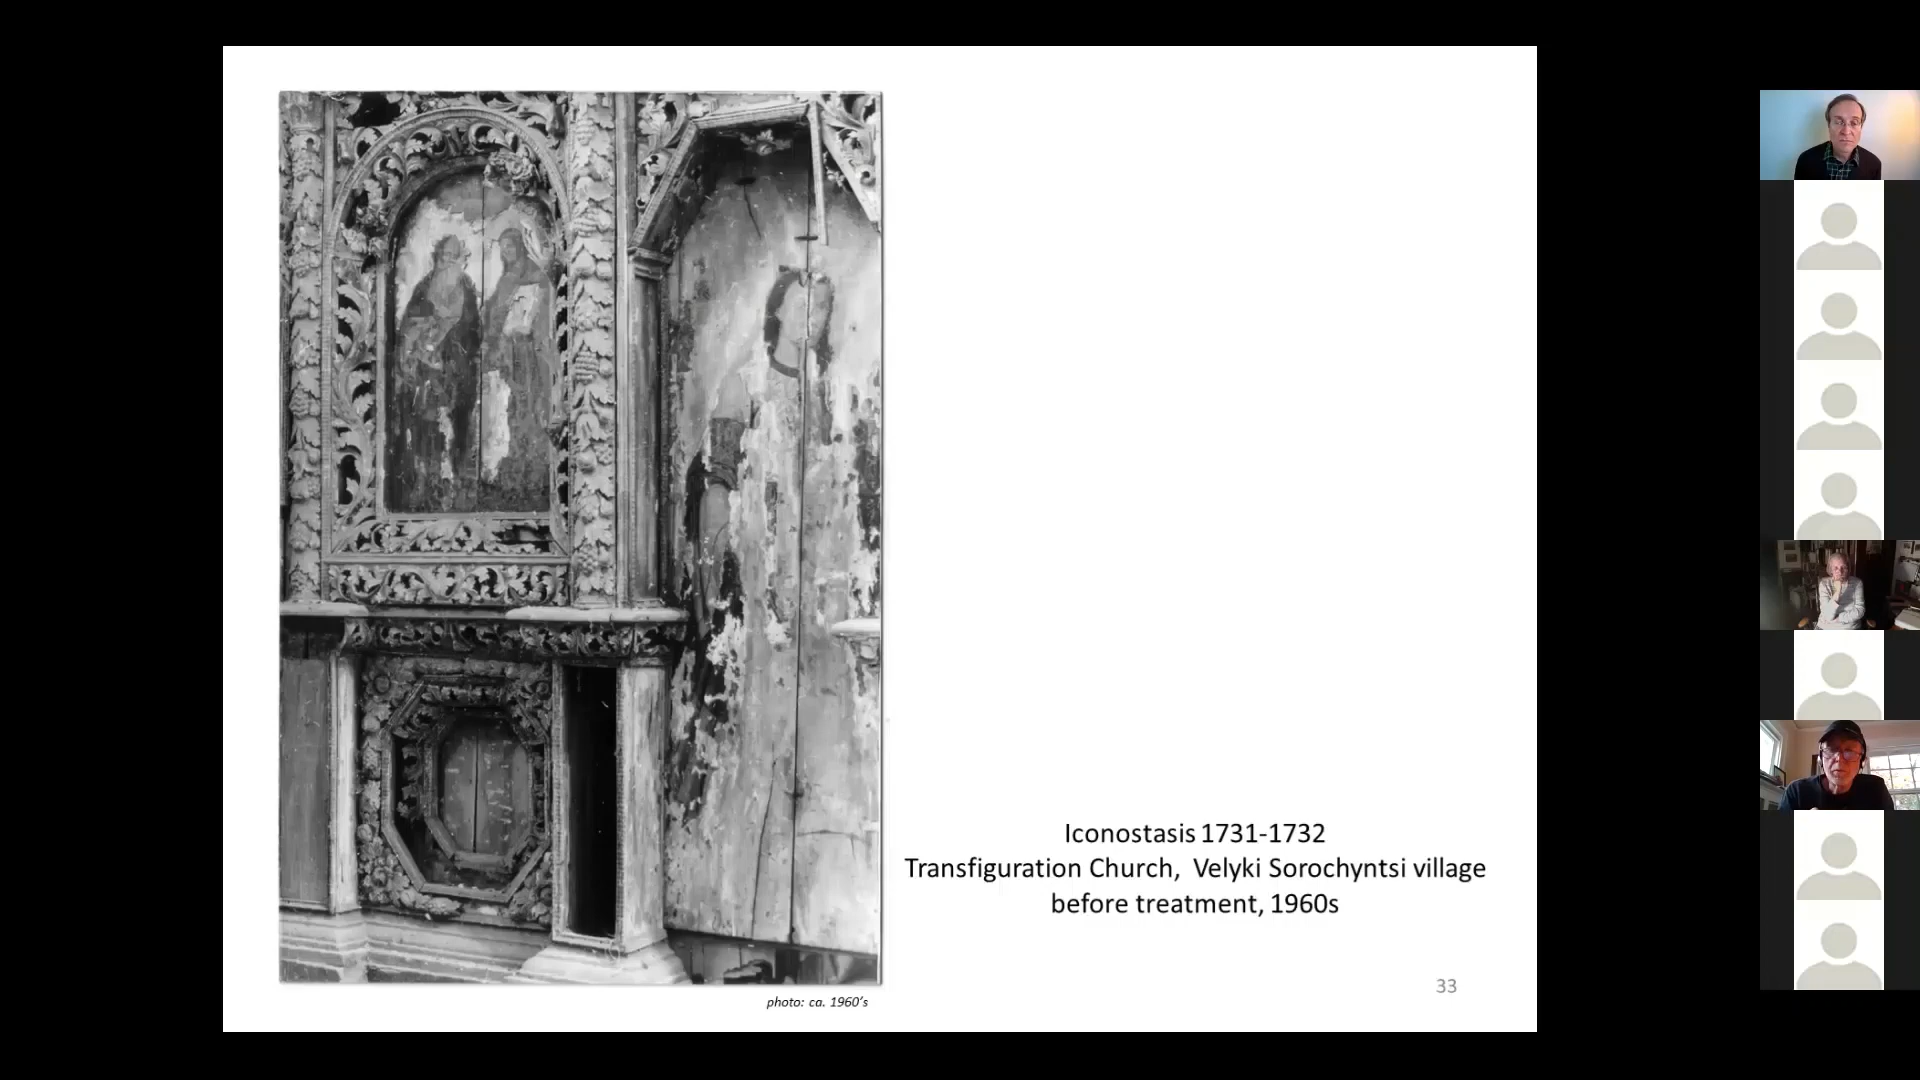 Iconostasis 1731-1732
Transfiguration Church, Velyki Sorochyntsi village
before treatment, 1960s
33
photo: ca. 1960's